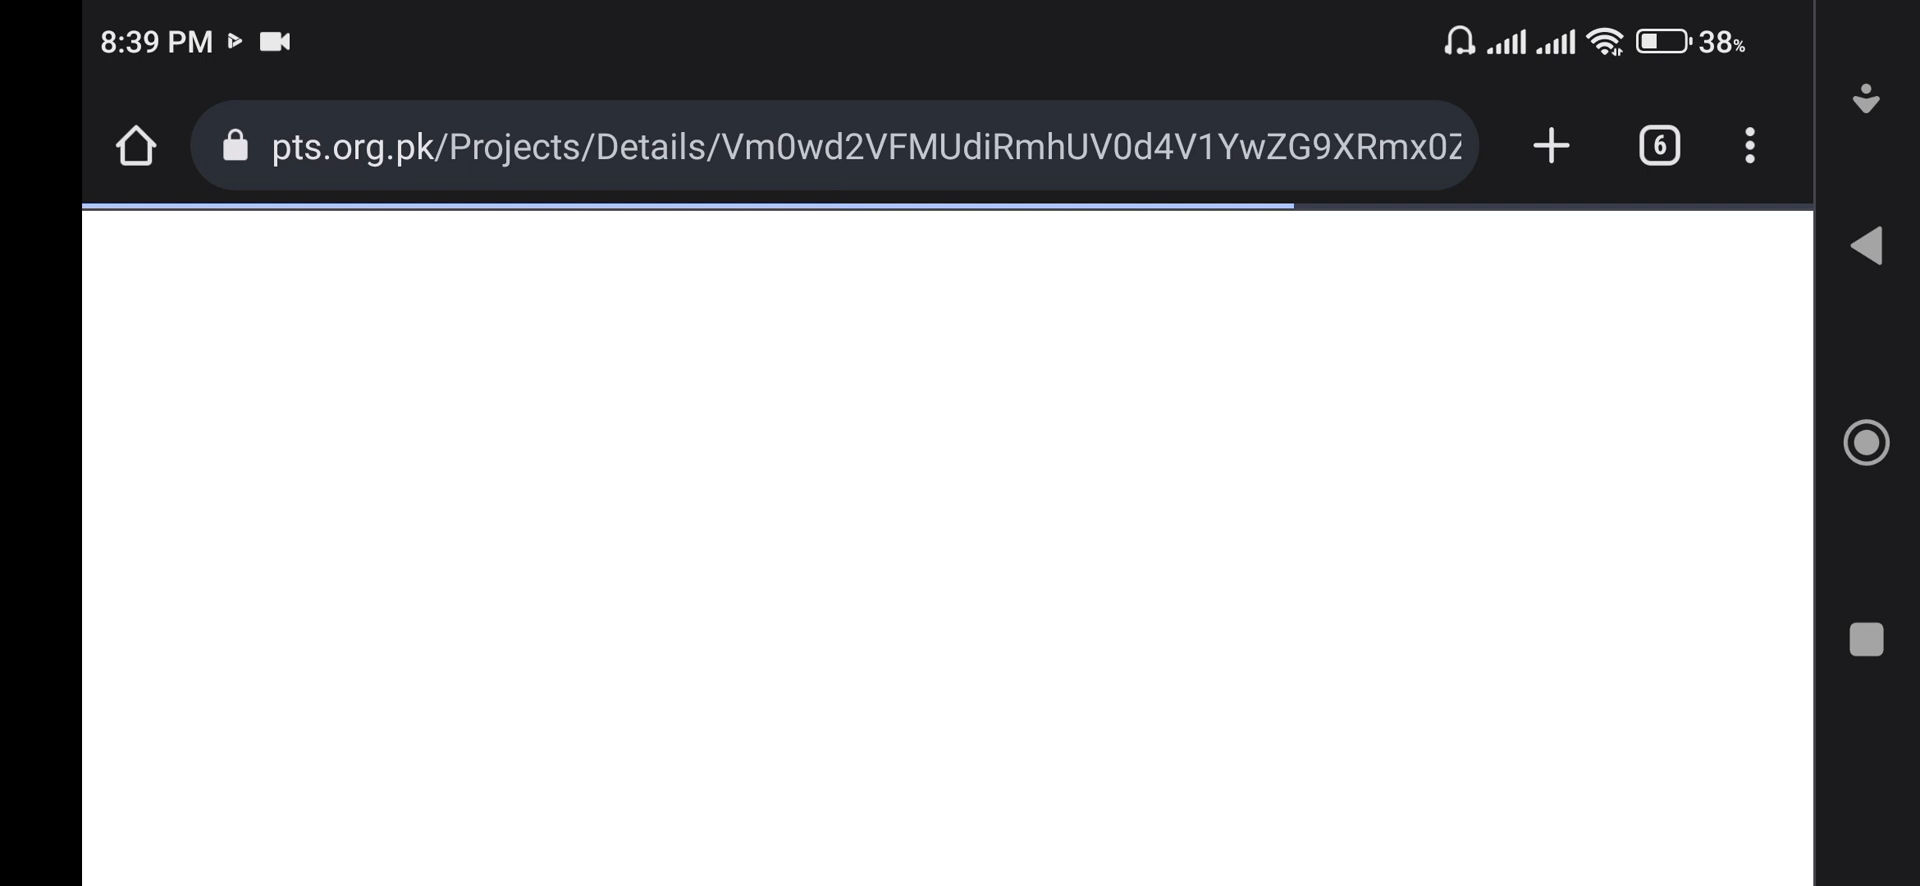 8:39 PM
38%
pts.org.pk/Projects/Details/Vm0wd2VFMUdiRmhUV0d4V1YwZG9XRmx0Z
6